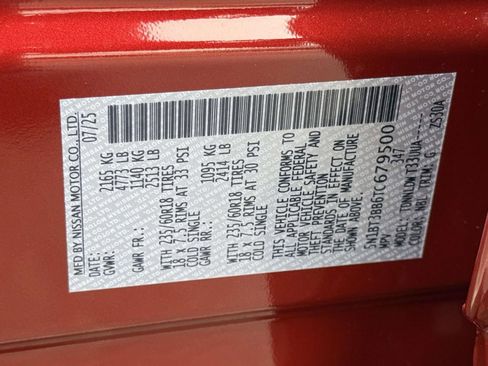 MFD BY NISSAN MOTOR CO., LTD.
DATE: 07/25
GVWR: 2165 KG
4773 LB
GAWR FR.: 1140 KG
2513 LB
WITH 235/60R18 TIRES
18 X 7.5 RIMS AT 33 PSI
COLD SINGLE
GAWR RR.: 1095 KG
2414 LB
WITH 235/60R18 TIRES
18 X 7.5 RIMS AT 30 PSI
COLD SINGLE
THIS VEHICLE CONFORMS TO
ALL APPLICABLE FEDERAL
MOTOR VEHICLE SAFETY AND
THEFT PREVENTION
STANDARDS IN EFFECT ON
THE DATE OF MANUFACTURE
SHOWN ABOVE.
5N1BT3BB6TC679500
MPV 347
MODEL:
COLOR: NBL TRIM: G ZS30A